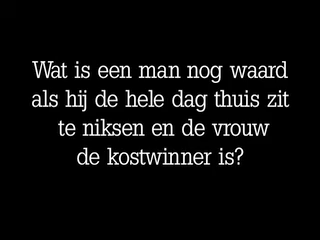 Wat is een man nog waard
als hij de hele dag thuis zit
te niksen en de vrouw
de kostwinner is?